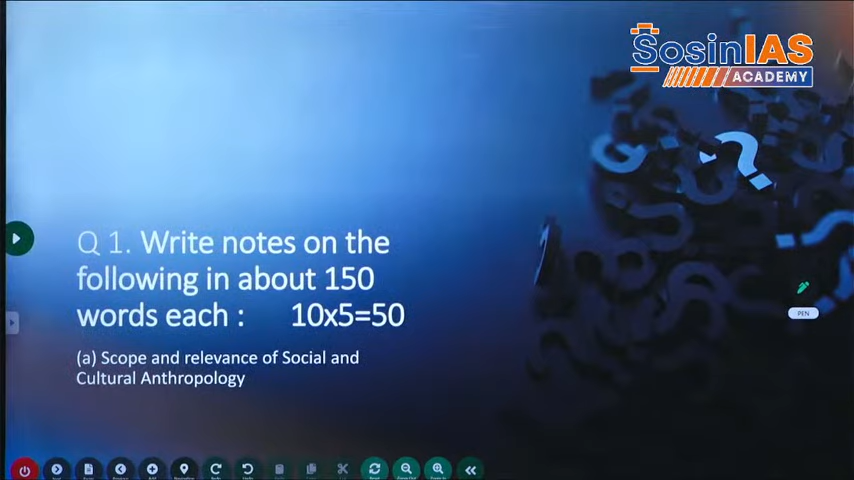 SosinIAS
ACADEMY
Q 1. Write notes on the
following in about 150
words each : 10x5=50
(a) Scope and relevance of Social and
Cultural Anthropology
PEN